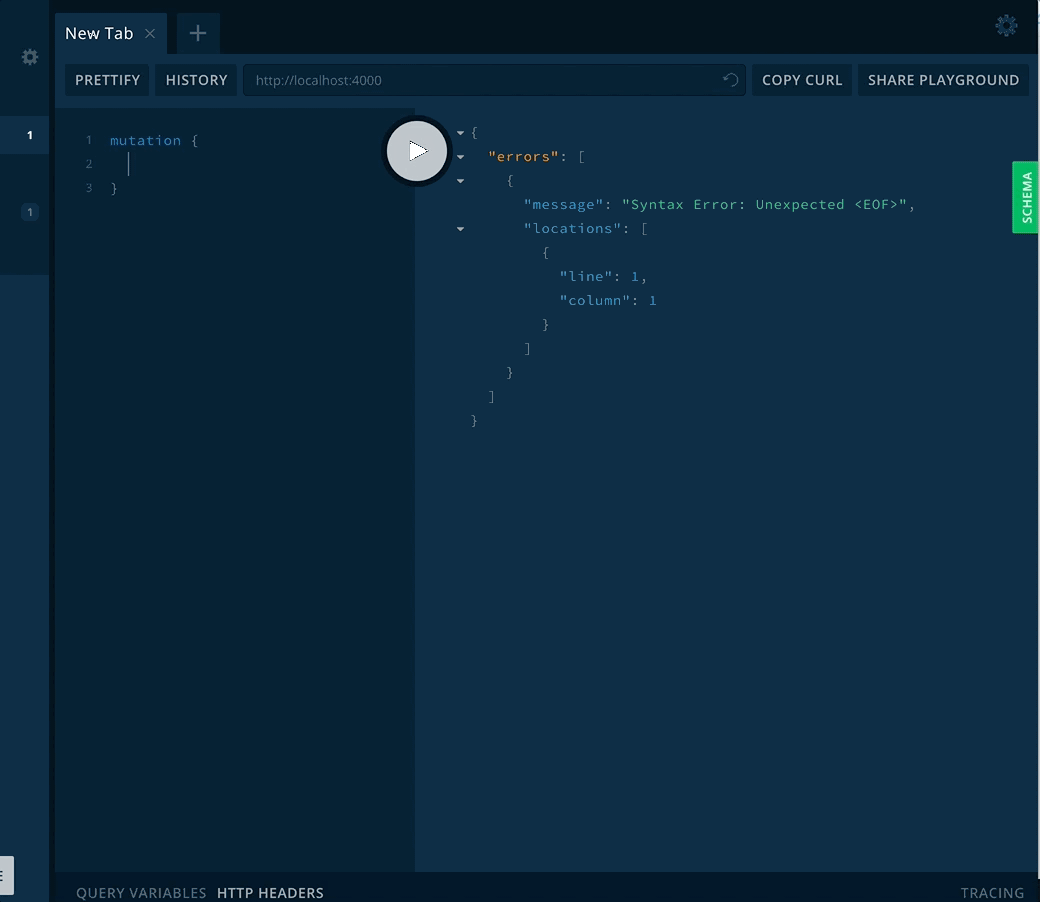 New Tab
PRETTIFY HISTORY http://localhost:4000 COPY CURL SHARE PLAYGROUND
1
1
1 mutation {
2
3 }
{
"errors": [
{
"message": "Syntax Error: Unexpected <EOF>",
"locations": [
{
"line": 1,
"column": 1
}
]
}
]
}
SCHEMA
E
QUERY VARIABLES HTTP HEADERS TRACING